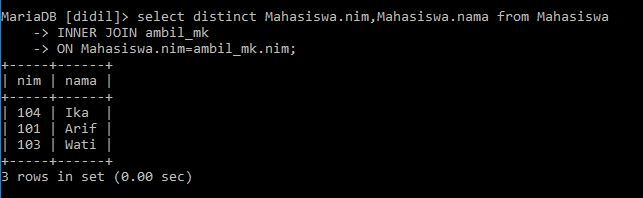 MariaDB [didil]> select distinct Mahasiswa.nim,Mahasiswa.nama from Mahasiswa
    -> INNER JOIN ambil_mk
    -> ON Mahasiswa.nim=ambil_mk.nim;
+-----+------+
| nim | nama |
+-----+------+
| 104 | Ika  |
| 101 | Arif |
| 103 | Wati |
+-----+------+
3 rows in set (0.00 sec)